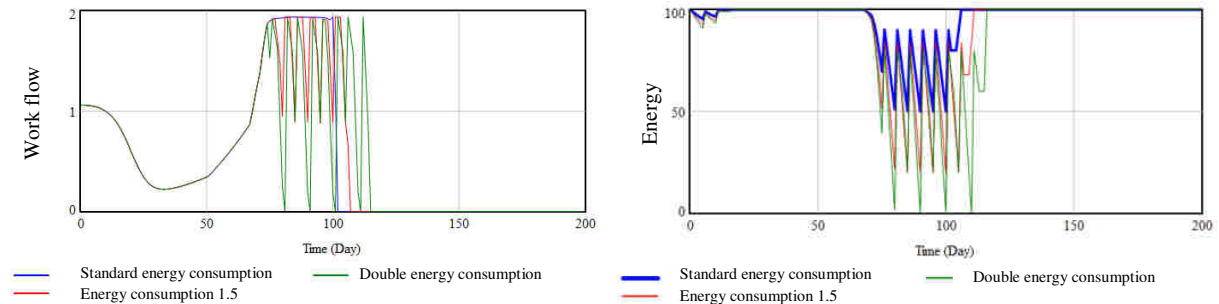 2
Work flow
1
0
0
50
100
150
200
Time (Day)
Standard energy consumption
Double energy consumption
Energy consumption 1.5
100
Energy
50
0
0
50
100
150
200
Time (Day)
Standard energy consumption
Double energy consumption
Energy consumption 1.5